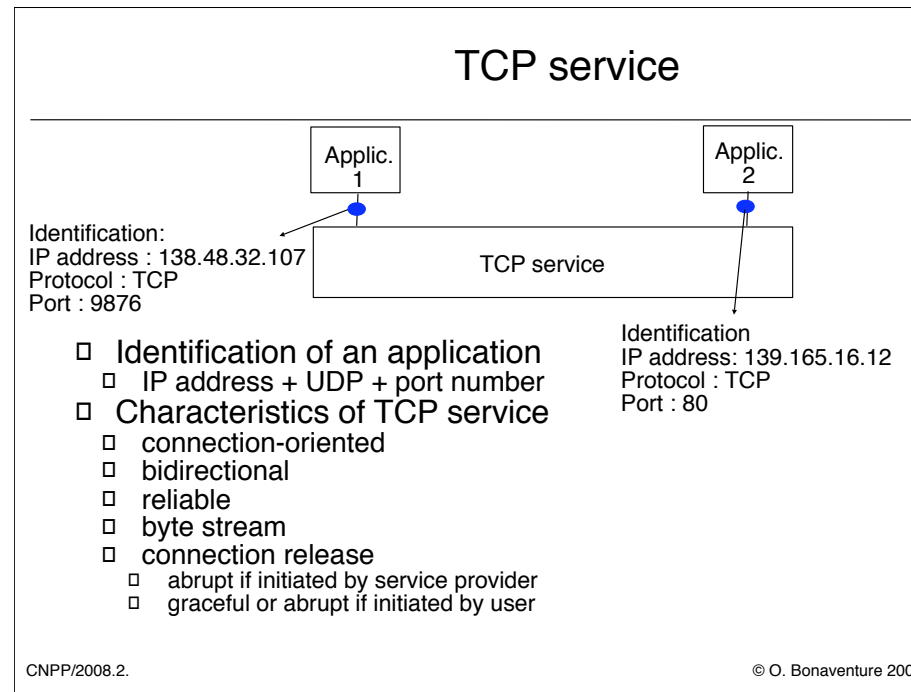 TCP service
Applic.
1
Applic.
2
Identification:
IP address : 138.48.32.107
Protocol : TCP
Port : 9876
TCP service
Identification
IP address: 139.165.16.12
Protocol : TCP
Port : 80
Identification of an application
IP address + UDP + port number
Characteristics of TCP service
connection-oriented
bidirectional
reliable
byte stream
connection release
abrupt if initiated by service provider
graceful or abrupt if initiated by user
CNPP/2008.2.
© O. Bonaventure 200